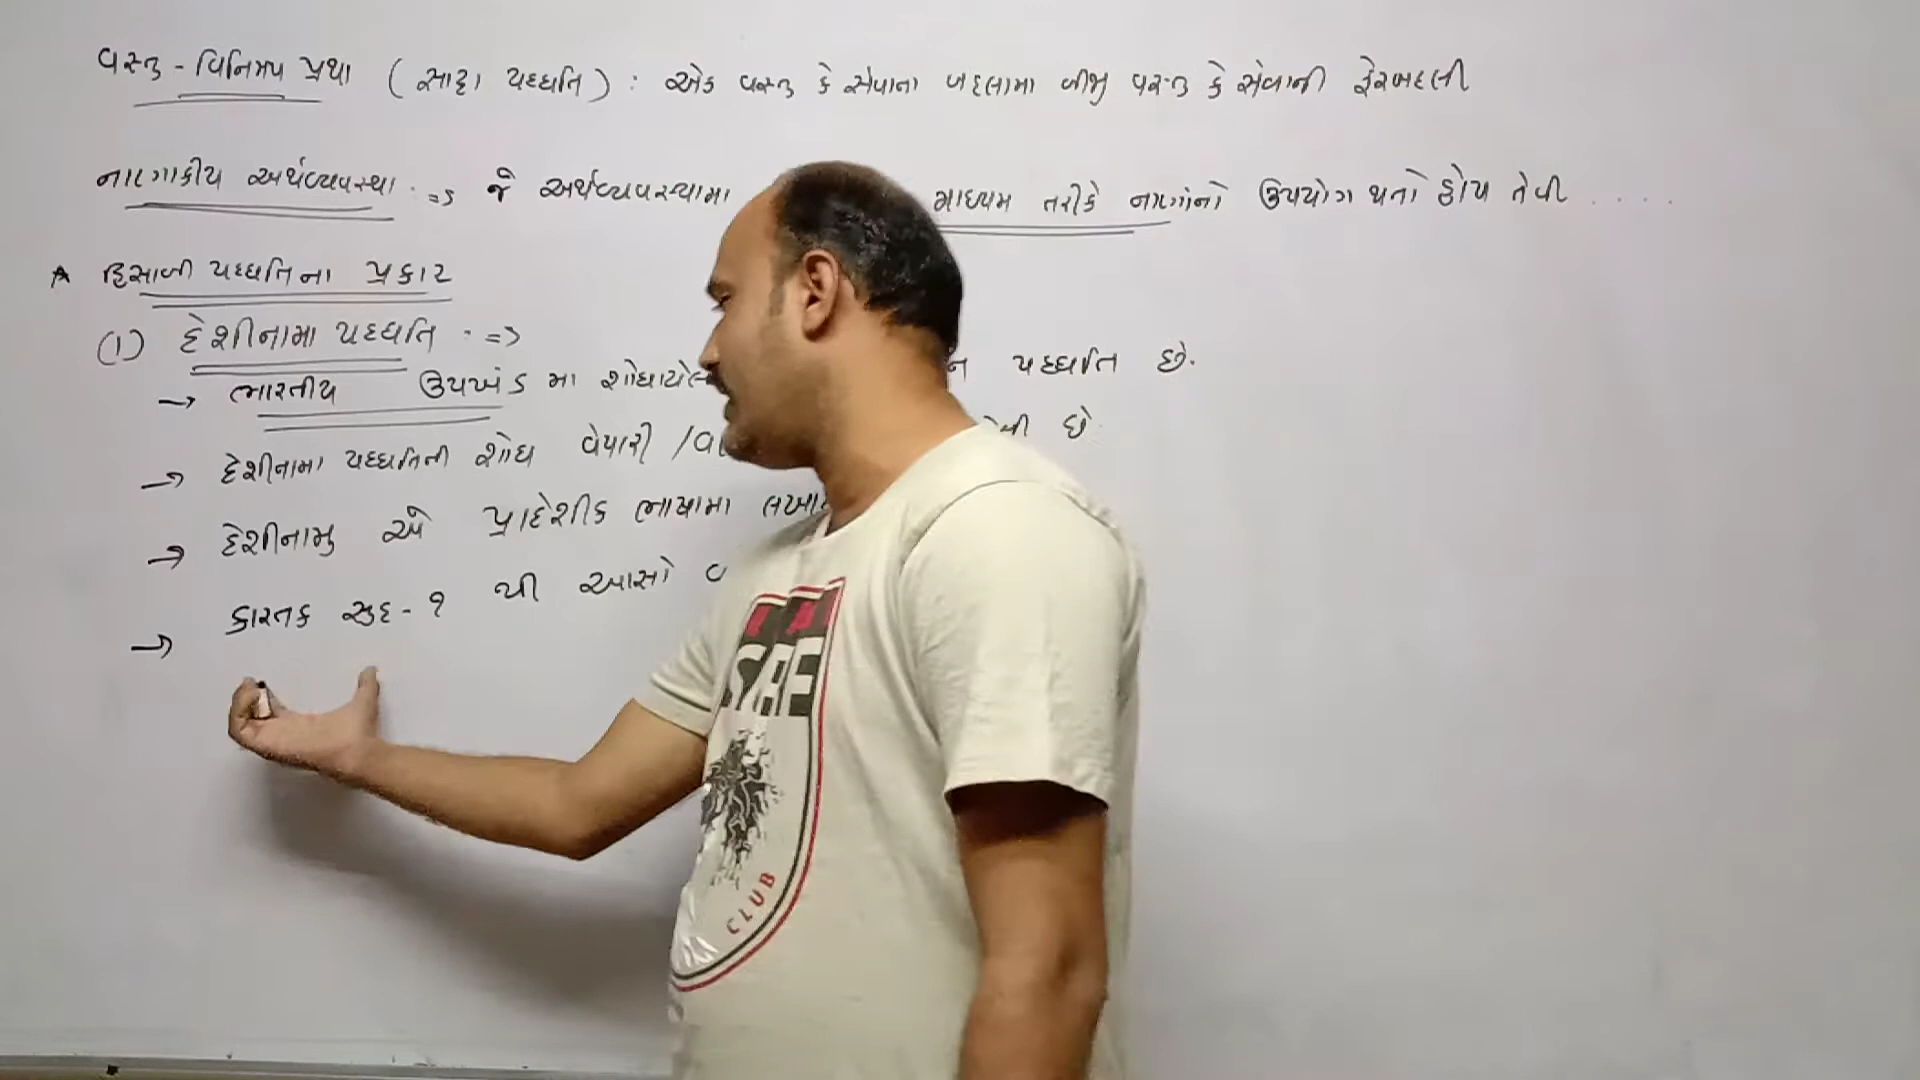 વસ્તુ - વિનિમય પ્રથા ( સાટા પદ્ધતિ ) : એક વસ્તુ કે સેવાના બદલામા બીજુ વસ્તુ કે સેવાની ફેરબદલી
નાણાકીય અર્થવ્યવસ્થા : => જે અર્થવ્યવસ્થામા માધ્યમ તરીકે નાણાંનો ઉપયોગ થતો હોય તેવી . . . .
હિસાબી પદ્ધતિના પ્રકાર
(1) દેશીનામા પદ્ધતિ : =>
→ ભારતીય ઉપખંડ મા શોધાયેલ પદ્ધતિ છે.
→ દેશીનામા પદ્ધતિની શોધ વેપારી / છે
→ દેશીનામુ એ પ્રાદેશીક ભાષામા
→ કારતક સુદ - ૧ થી આસો
CLUB